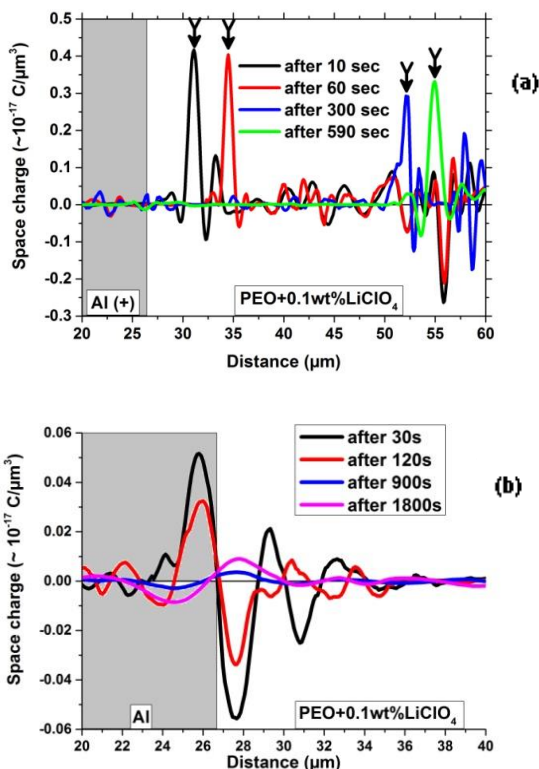 0.5
0.4
0.3
0.2
0.1
0.0
-0.1
-0.2
-0.3
Space charge (~10⁻¹⁷ C/µm³)
after 10 sec
after 60 sec
after 300 sec
after 590 sec
(a)
Al (+)
PEO+0.1wt%LiClO₄
20 25 30 35 40 45 50 55 60
Distance (µm)
0.06
0.04
0.02
0.00
-0.02
-0.04
-0.06
Space charge (~ 10⁻¹⁷ C/µm³)
after 30s
after 120s
after 900s
after 1800s
(b)
Al
PEO+0.1wt%LiClO₄
20 22 24 26 28 30 32 34 36 38 40
Distance (µm)